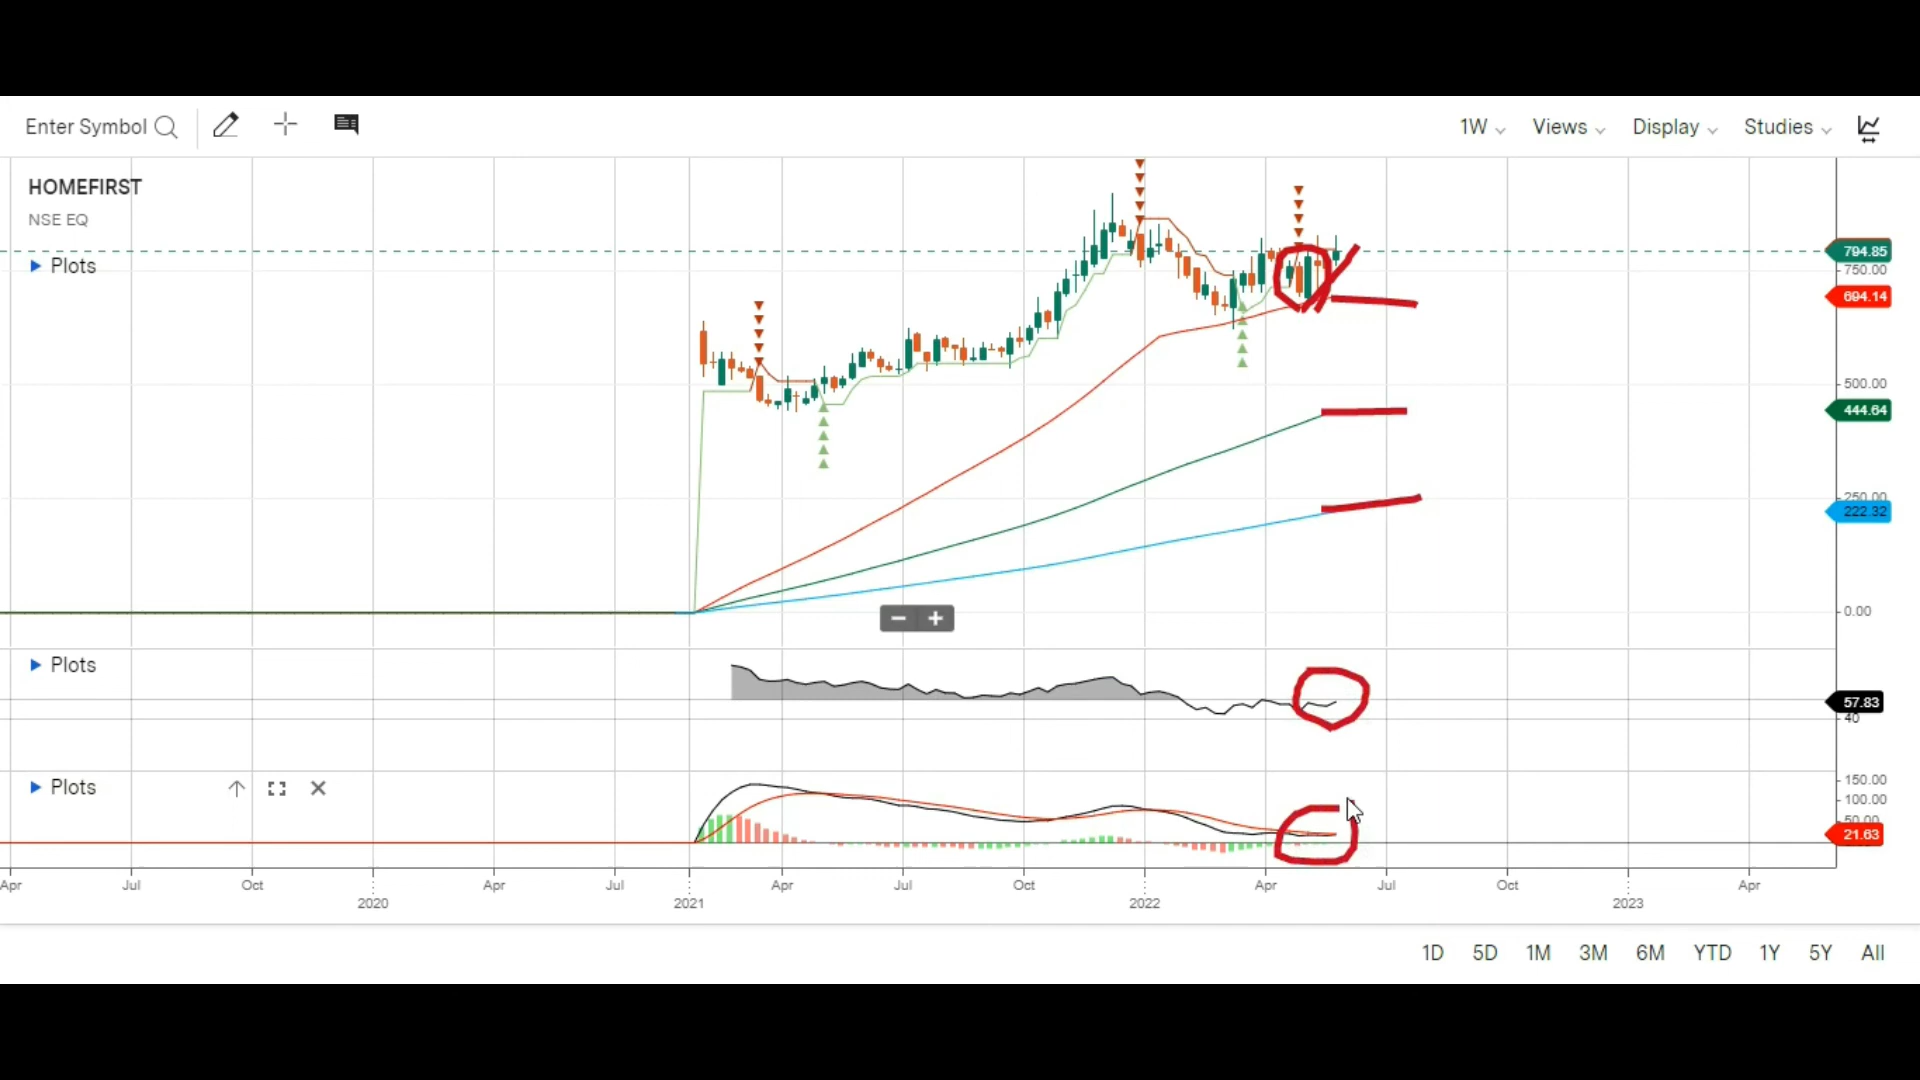 Enter Symbol
1W Views Display Studies
HOMEFIRST
NSE EQ
Plots
794.85
750.00
694.14
500.00
444.64
250.00
222.32
0.00
Plots
57.83
40
Plots
150.00
100.00
50.00
21.63
Apr Jul Oct Apr Jul Apr Jul Oct Apr Jul Oct Apr
2020 2021 2022 2023
1D 5D 1M 3M 6M YTD 1Y 5Y All